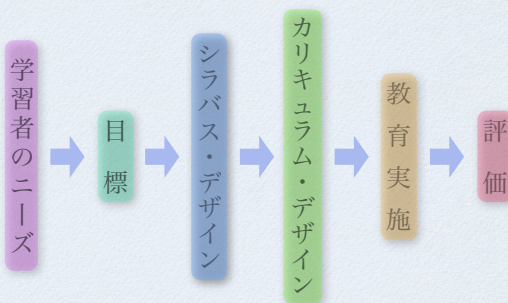 学習者のニーズ
目標
シラバス・デザイン
カリキュラム・デザイン
教育実施
評価